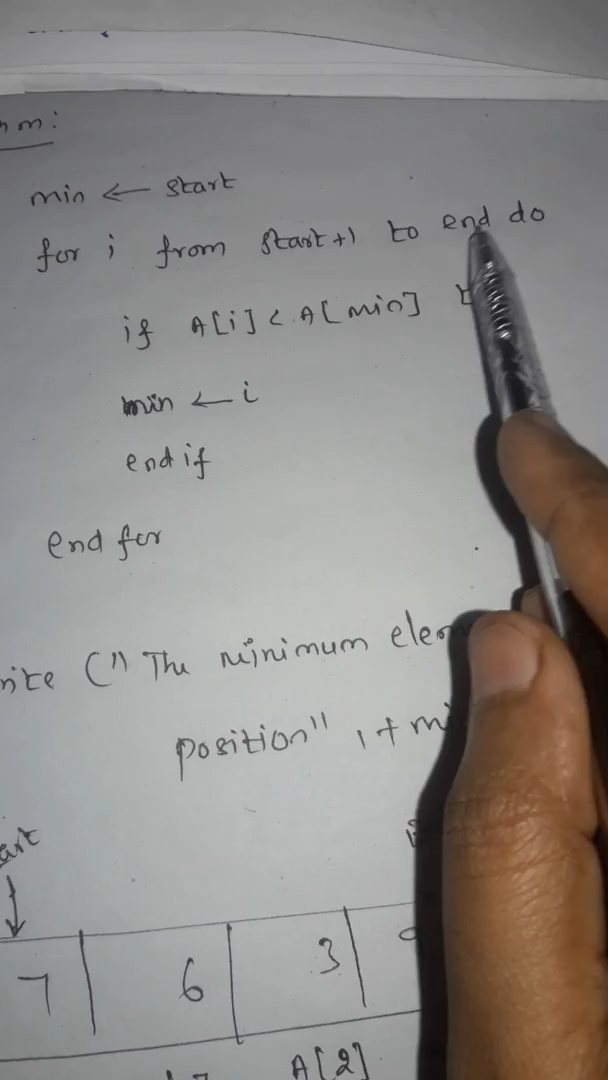 min ← start
for i from start+1 to end do
if A[i] < A[min]
min ← i
end if
end for
(" The minimum
position" ,
7 6 3
A[2]